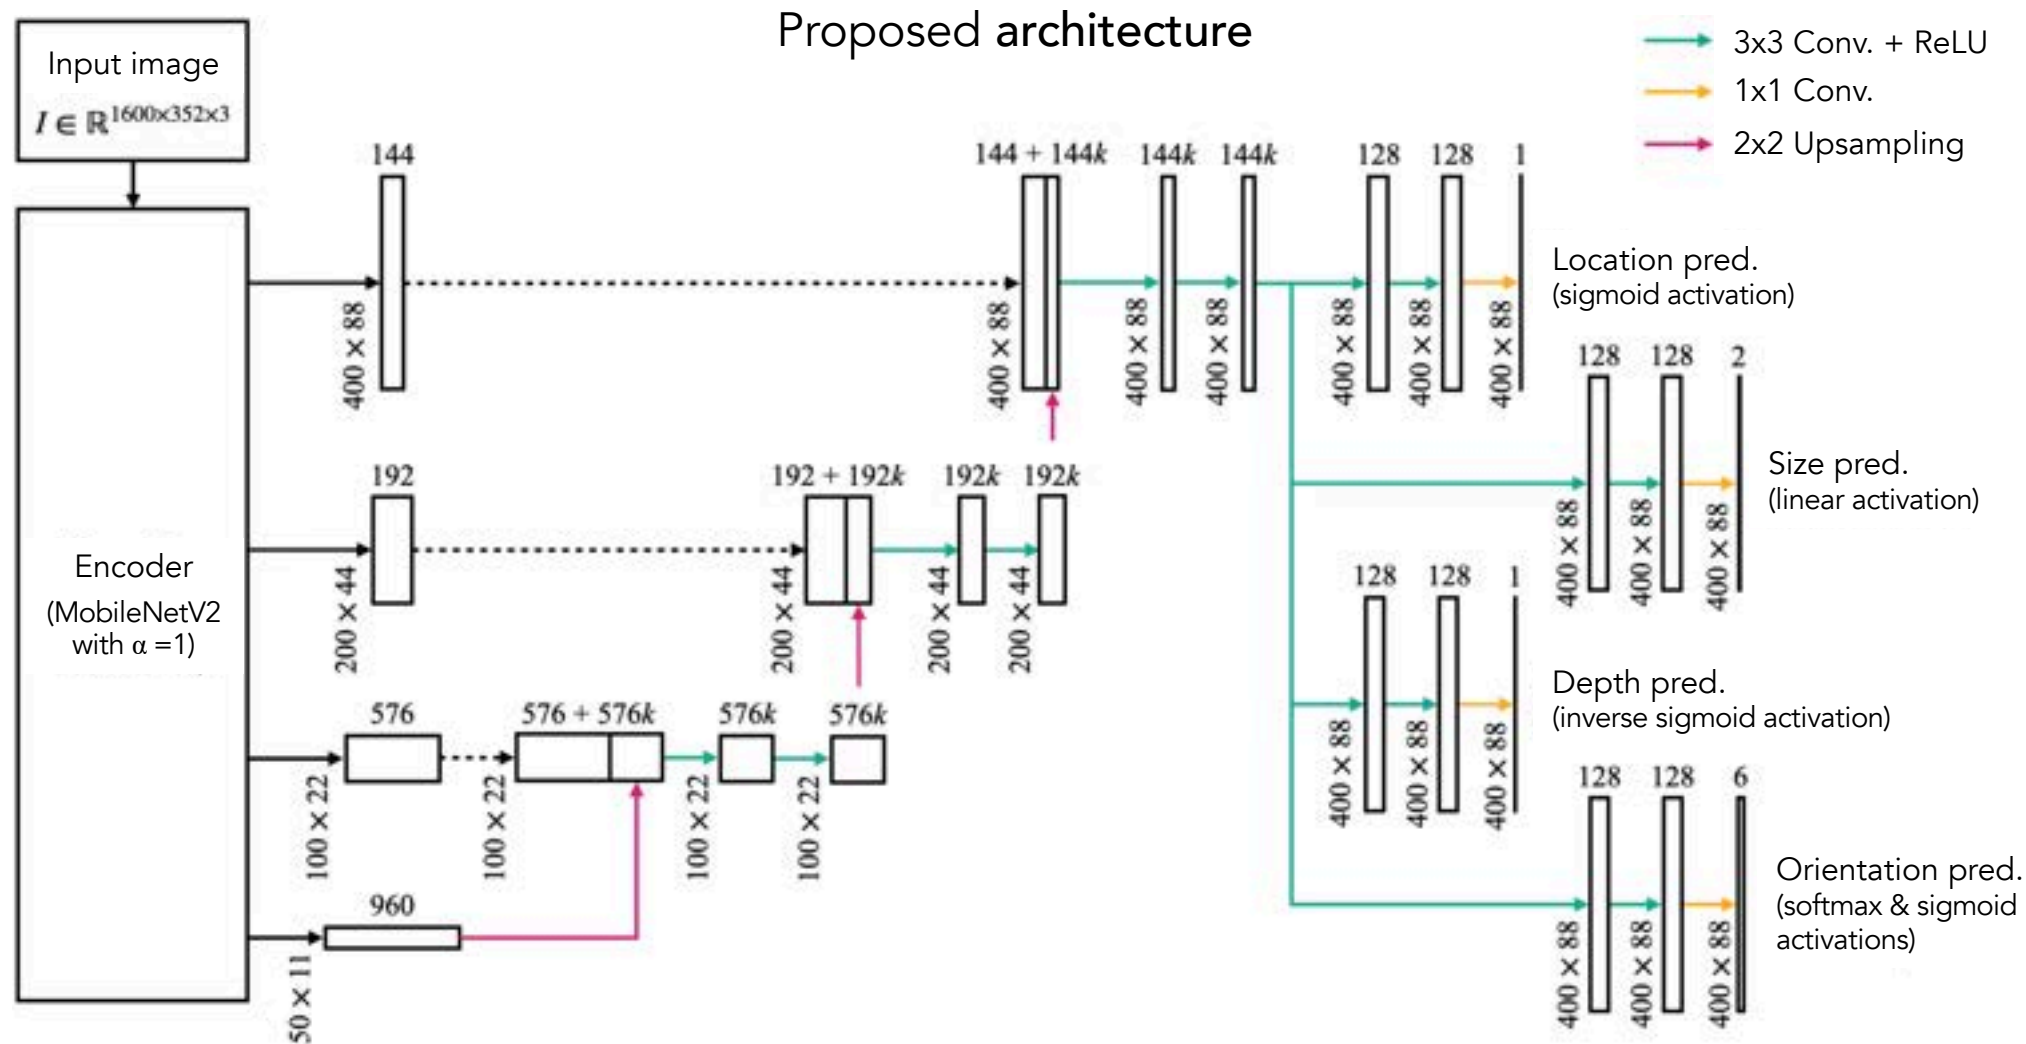 Proposed architecture
3x3 Conv. + ReLU
1x1 Conv.
2x2 Upsampling
Input image
I ∈ ℝ^1600×352×3
Encoder
(MobileNetV2
with α =1)
144
400 × 88
144 + 144k
400 × 88
144k
400 × 88
144k
400 × 88
128
400 × 88
128
400 × 88
1
400 × 88
Location pred.
(sigmoid activation)
128
400 × 88
128
400 × 88
2
400 × 88
Size pred.
(linear activation)
192
200 × 44
192 + 192k
200 × 44
192k
200 × 44
192k
200 × 44
128
400 × 88
128
400 × 88
1
400 × 88
Depth pred.
(inverse sigmoid activation)
576
100 × 22
576 + 576k
100 × 22
576k
100 × 22
576k
100 × 22
128
400 × 88
128
400 × 88
6
400 × 88
Orientation pred.
(softmax & sigmoid
activations)
960
50 × 11